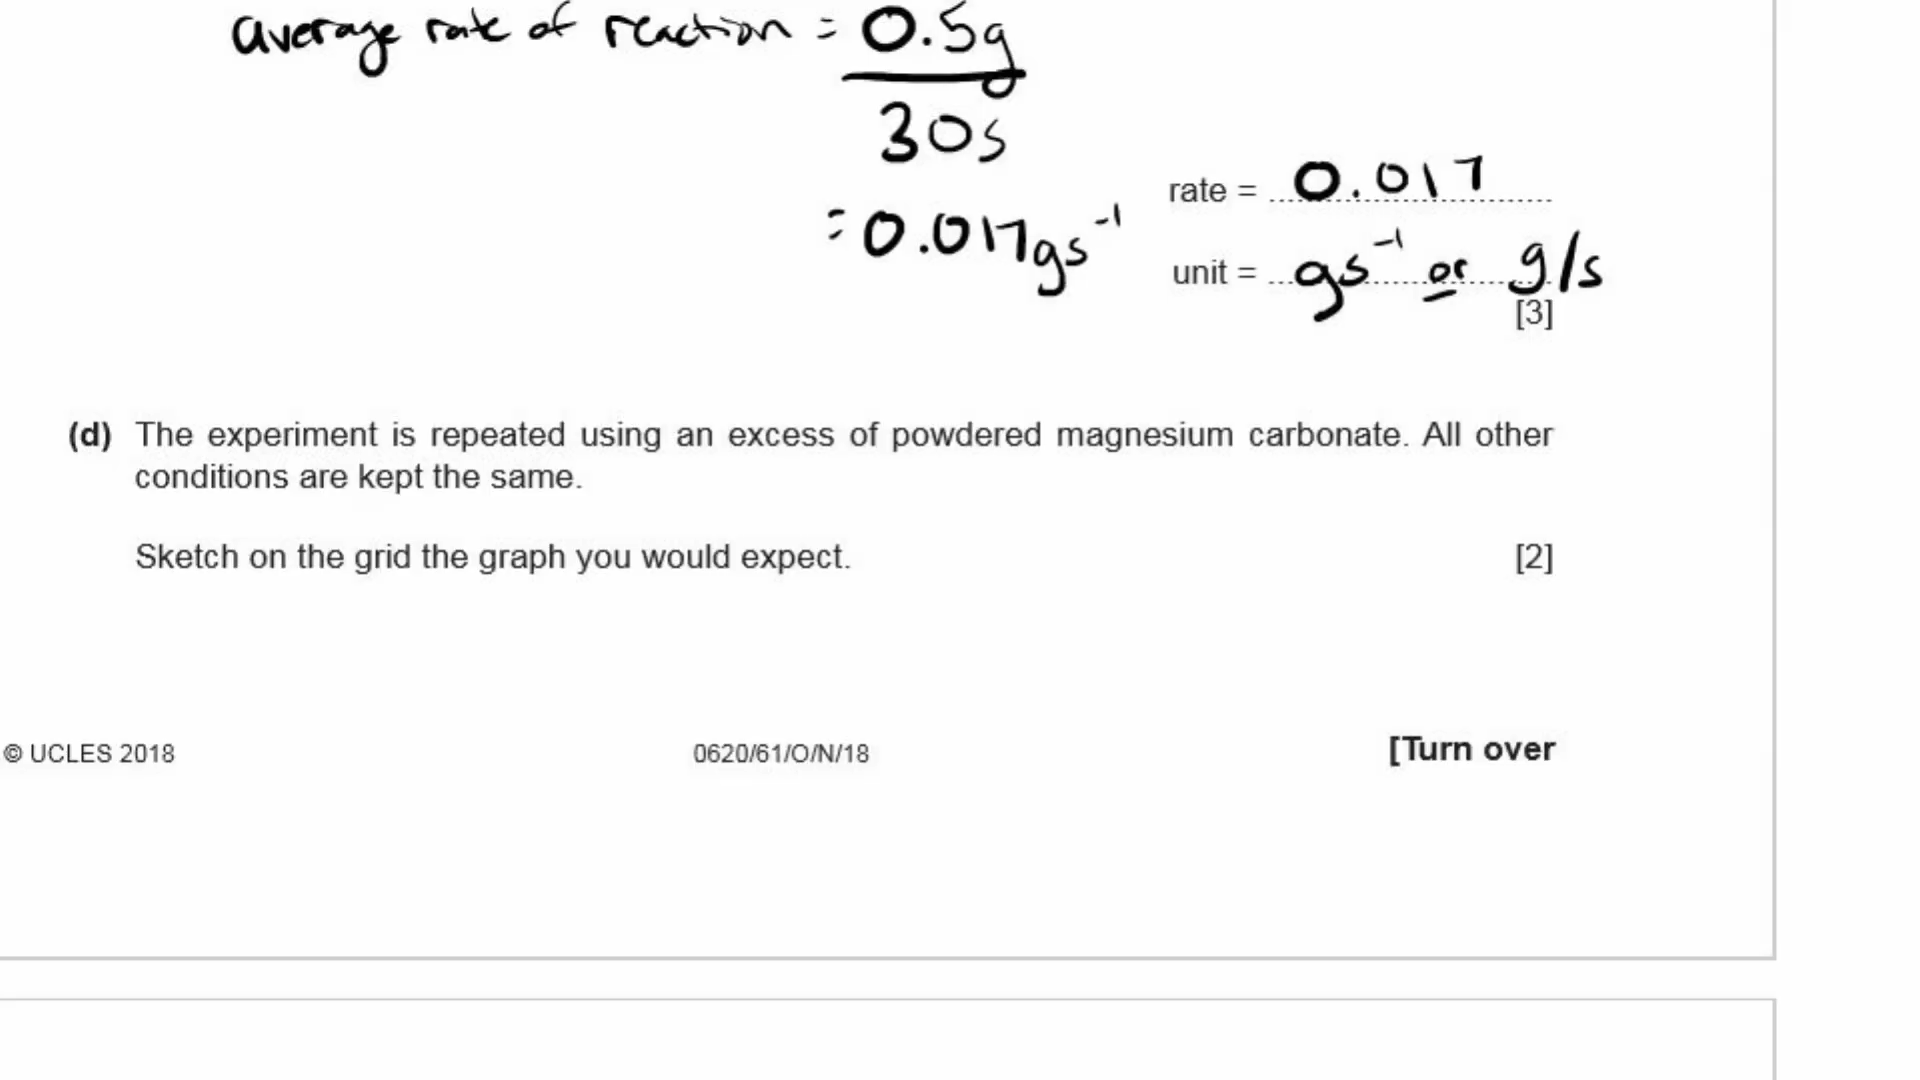 average rate of reaction = 0.5g
30s
= 0.017gs⁻¹
rate = 0.017
unit = gs⁻¹ or g/s
[3]
(d) The experiment is repeated using an excess of powdered magnesium carbonate. All other
conditions are kept the same.
Sketch on the grid the graph you would expect. [2]
© UCLES 2018 0620/61/O/N/18 [Turn over